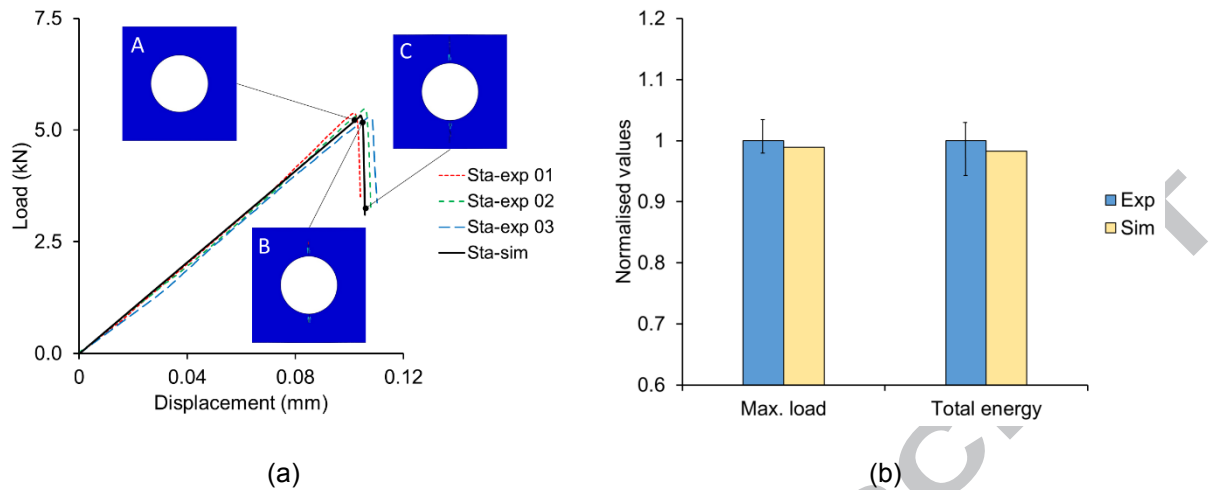 7.5
5.0
2.5
0.0
Load (kN)
0
0.04
0.08
0.12
Displacement (mm)
A
B
C
Sta-exp 01
Sta-exp 02
Sta-exp 03
Sta-sim
(a)
1.2
1.1
1
0.9
0.8
0.7
0.6
Normalised values
Max. load
Total energy
Exp
Sim
(b)